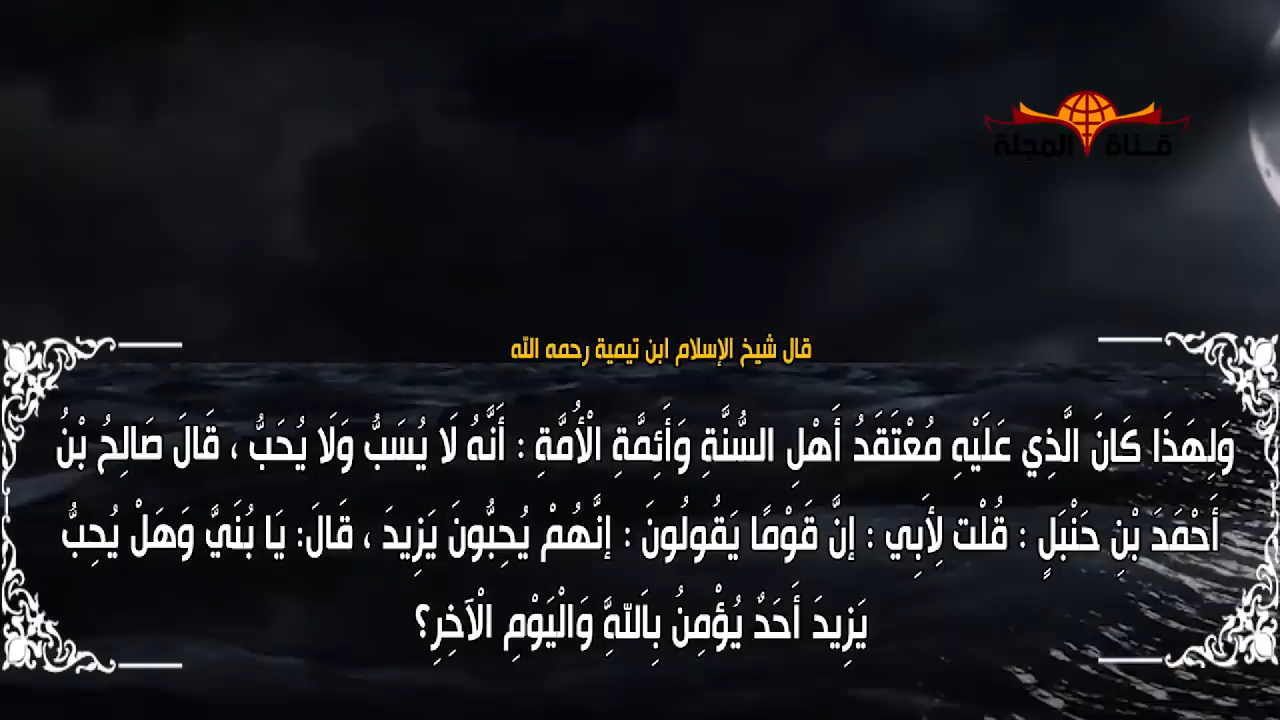 قناة المجلة
قال شيخ الإسلام ابن تيمية رحمه الله
وَلِهَذَا كَانَ الَّذِي عَلَيْهِ مُعْتَقَدُ أَهْلِ السُّنَّةِ وَأَئِمَّةِ الْأُمَّةِ : أَنَّهُ لَا يُسَبُّ وَلَا يُحَبُّ ، قَالَ صَالِحُ بْنُ
أَحْمَدَ بْنِ حَنْبَلٍ : قُلْت لِأَبِي : إنَّ قَوْمًا يَقُولُونَ : إنَّهُمْ يُحِبُّونَ يَزِيدَ ، قَالَ: يَا بُنَيَّ وَهَلْ يُحِبُّ
يَزِيدَ أَحَدٌ يُؤْمِنُ بِاَللَّهِ وَالْيَوْمِ الْآخِرِ؟